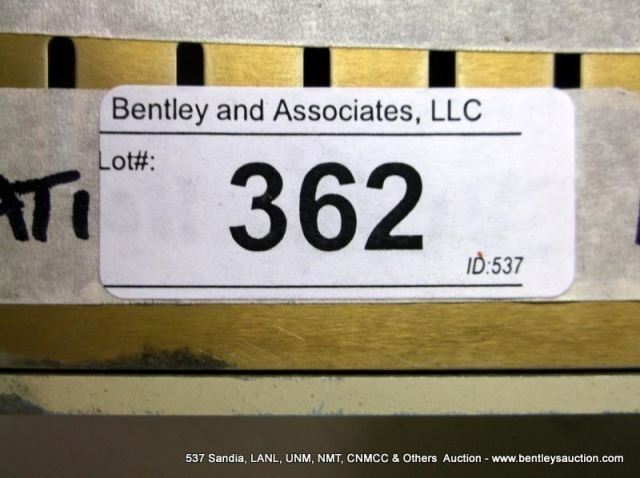 Bentley and Associates, LLC
Lot#:
362
ATI
ID:537
537 Sandia, LANL, UNM, NMT, CNMCC & Others Auction - www.bentleysauction.com